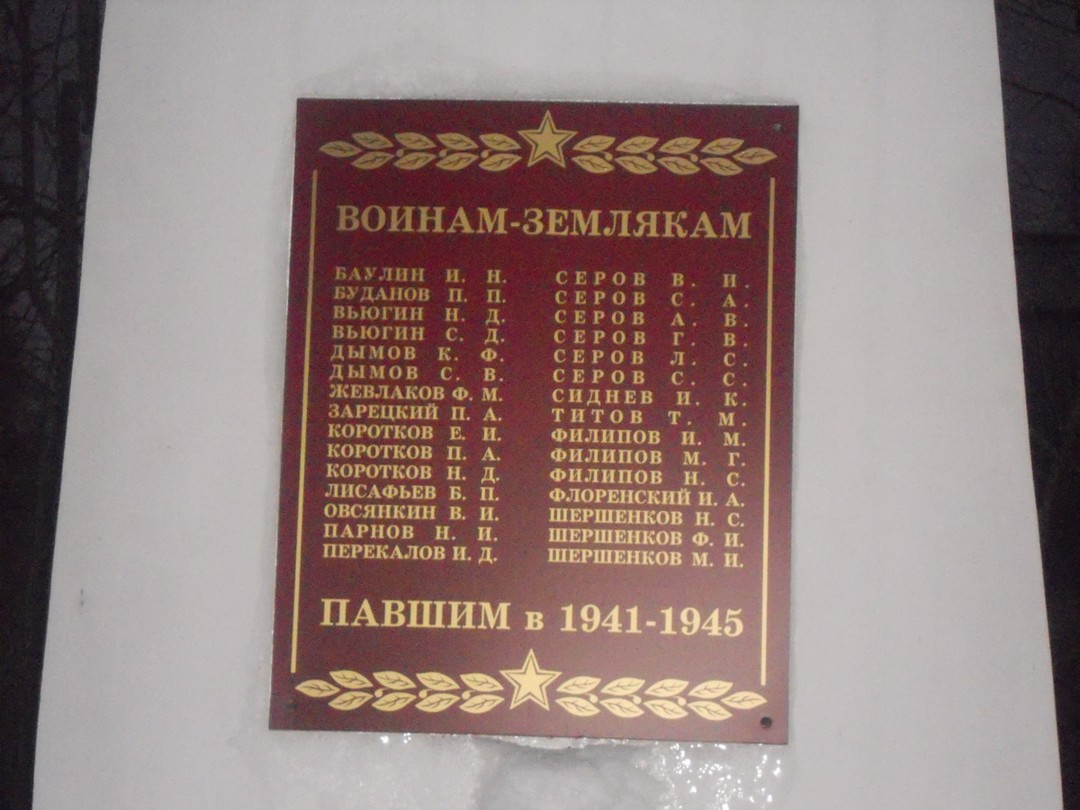 ВОИНАМ-ЗЕМЛЯКАМ
БАУЛИН И. Н.
БУДАНОВ П. П.
ВЬЮГИН Н. Д.
ВЬЮГИН С. Д.
ДЫМОВ К. Ф.
ДЫМОВ С. В.
ЖЕВЛАКОВ Ф. М.
ЗАРЕЦКИЙ П. А.
КОРОТКОВ Е. И.
КОРОТКОВ П. А.
КОРОТКОВ Н. Д.
ЛИСАФЬЕВ Б. П.
ОВСЯНКИН В. И.
ПАРНОВ Н. И.
ПЕРЕКАЛОВ И. Д.
СЕРОВ В. И.
СЕРОВ С. А.
СЕРОВ А. В.
СЕРОВ Г. В.
СЕРОВ Л. С.
СЕРОВ С. С.
СИДНЕВ И. К.
ТИТОВ Т. М.
ФИЛИПОВ И. М.
ФИЛИПОВ М. Г.
ФИЛИПОВ Н. С.
ФЛОРЕНСКИЙ И. А.
ШЕРШЕНКОВ Н. С.
ШЕРШЕНКОВ Ф. И.
ШЕРШЕНКОВ М. И.
ПАВШИМ в 1941-1945